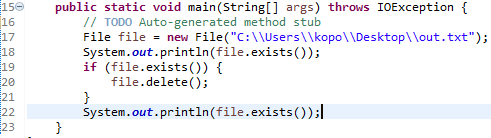 15 public static void main(String[] args) throws IOException {
16 // TODO Auto-generated method stub
17 File file = new File("C:\\Users\\kopo\\Desktop\\out.txt");
18 System.out.println(file.exists());
19 if (file.exists()) {
20 file.delete();
21 }
22 System.out.println(file.exists());
23 }